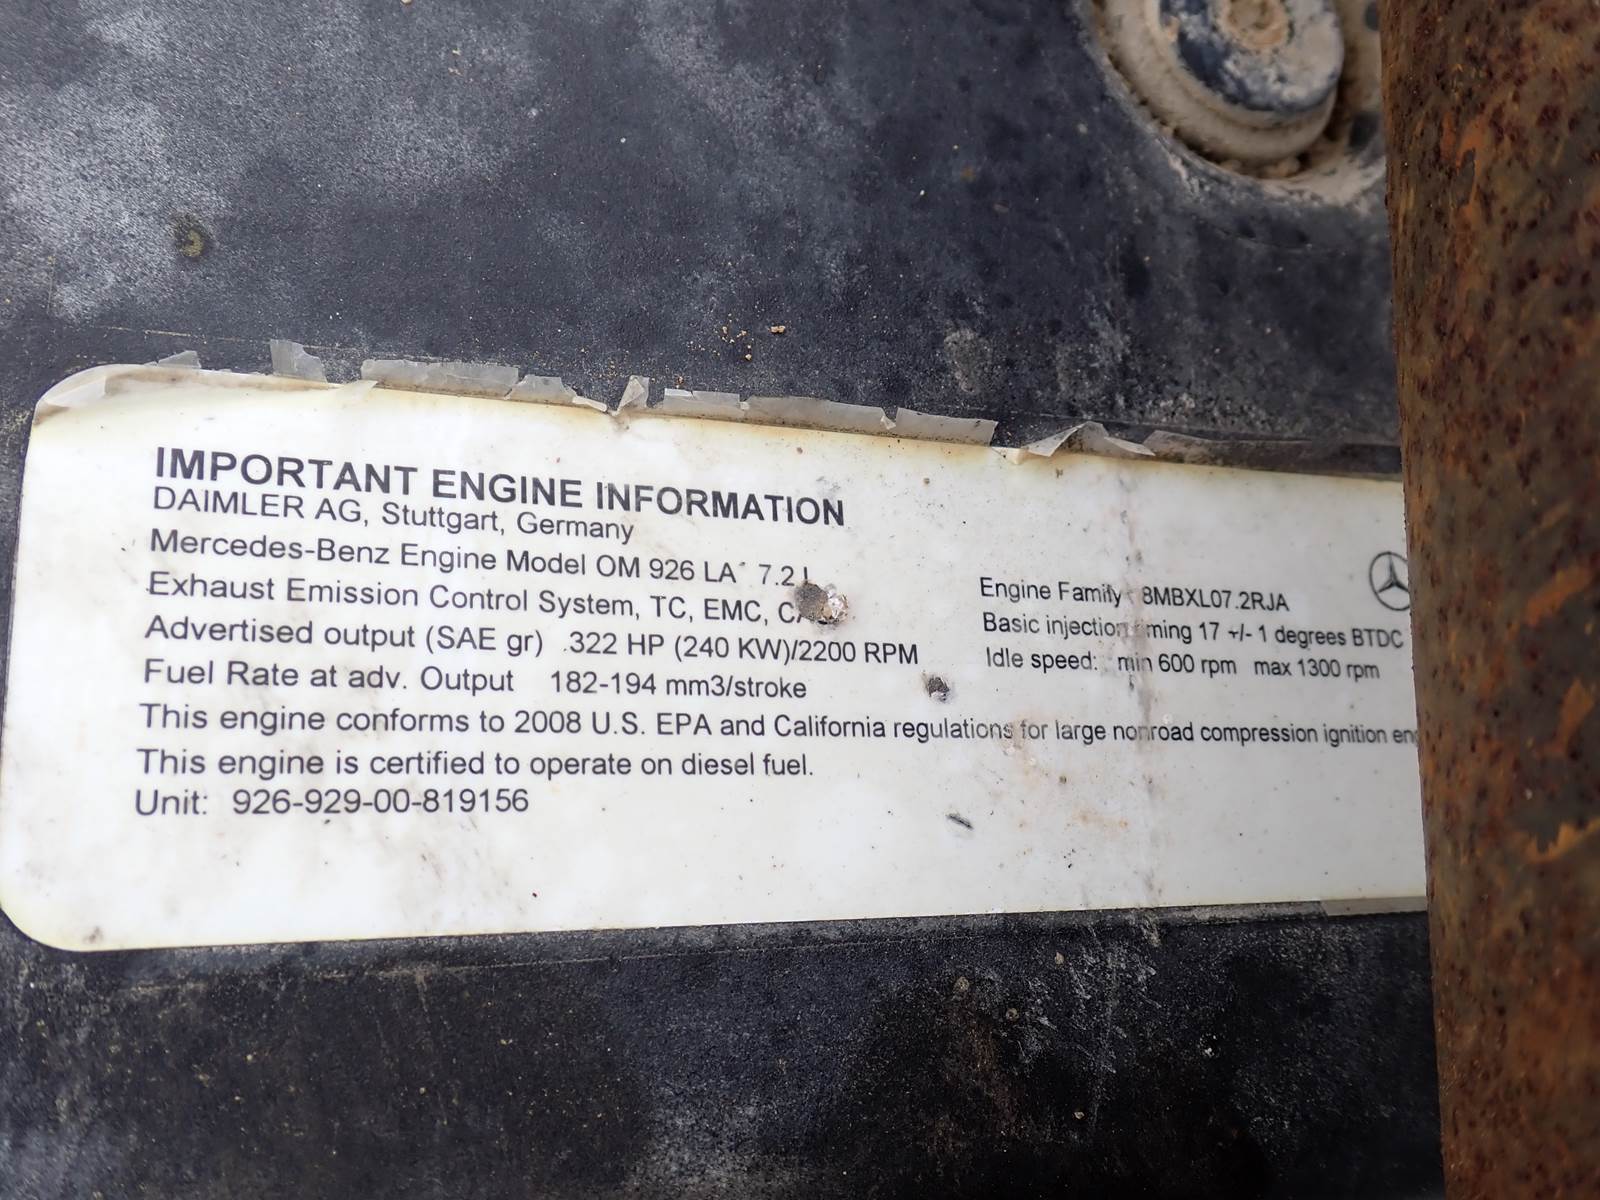 IMPORTANT ENGINE INFORMATION
DAIMLER AG, Stuttgart, Germany
Mercedes-Benz Engine Model OM 926 LA 7.2
Exhaust Emission Control System, TC, EMC,
Advertised output (SAE gr) 322 HP (240 KW)/2200 RPM
Fuel Rate at adv. Output 182-194 mm3/stroke
Engine Family 8MBXL07.2RJA
Basic injection 17 +/- 1 degrees BTDC
Idle speed: min 600 rpm max 1300 rpm
This engine conforms to 2008 U.S. EPA and California regulations for large nonroad compression ignition
This engine is certified to operate on diesel fuel.
Unit: 926-929-00-819156